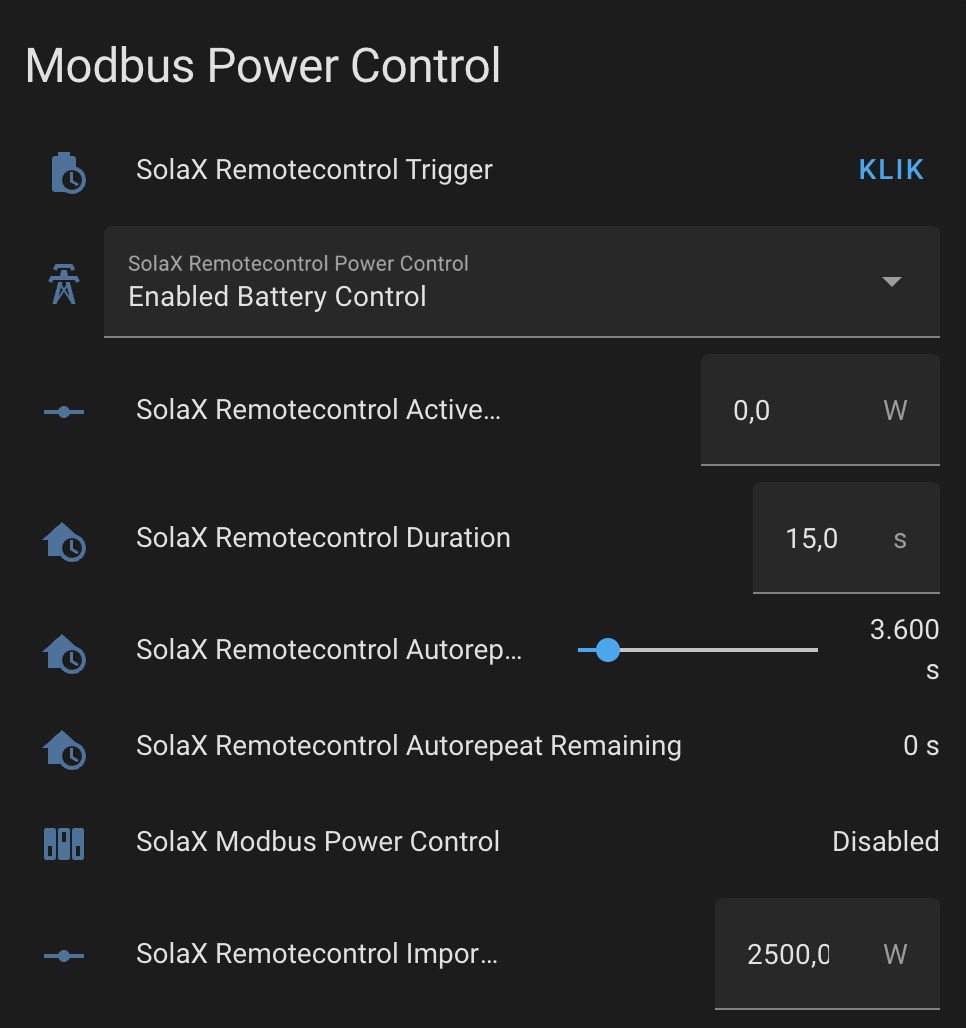 Modbus Power Control
SolaX Remotecontrol Trigger
KLIK
SolaX Remotecontrol Power Control
Enabled Battery Control
SolaX Remotecontrol Active...
0,0 W
SolaX Remotecontrol Duration
15,0 s
SolaX Remotecontrol Autorep...
3.600
s
SolaX Remotecontrol Autorepeat Remaining
0 s
SolaX Modbus Power Control
Disabled
SolaX Remotecontrol Impor...
2500,0 W